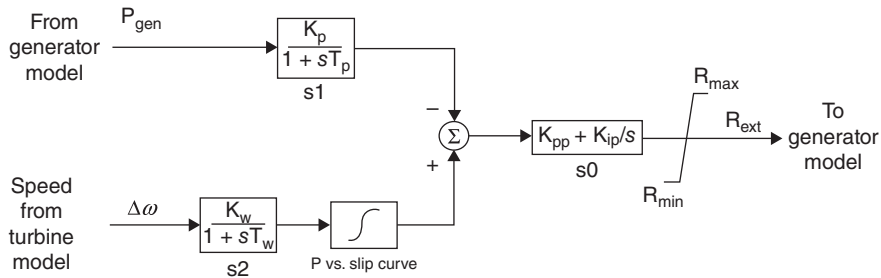 From
generator
model
P_gen
K_p
1 + sT_p
s1
−
Σ
+
K_pp + K_ip/s
s0
R_max
R_ext
R_min
To
generator
model
Speed
from
turbine
model
Δω
K_w
1 + sT_w
s2
P vs. slip curve